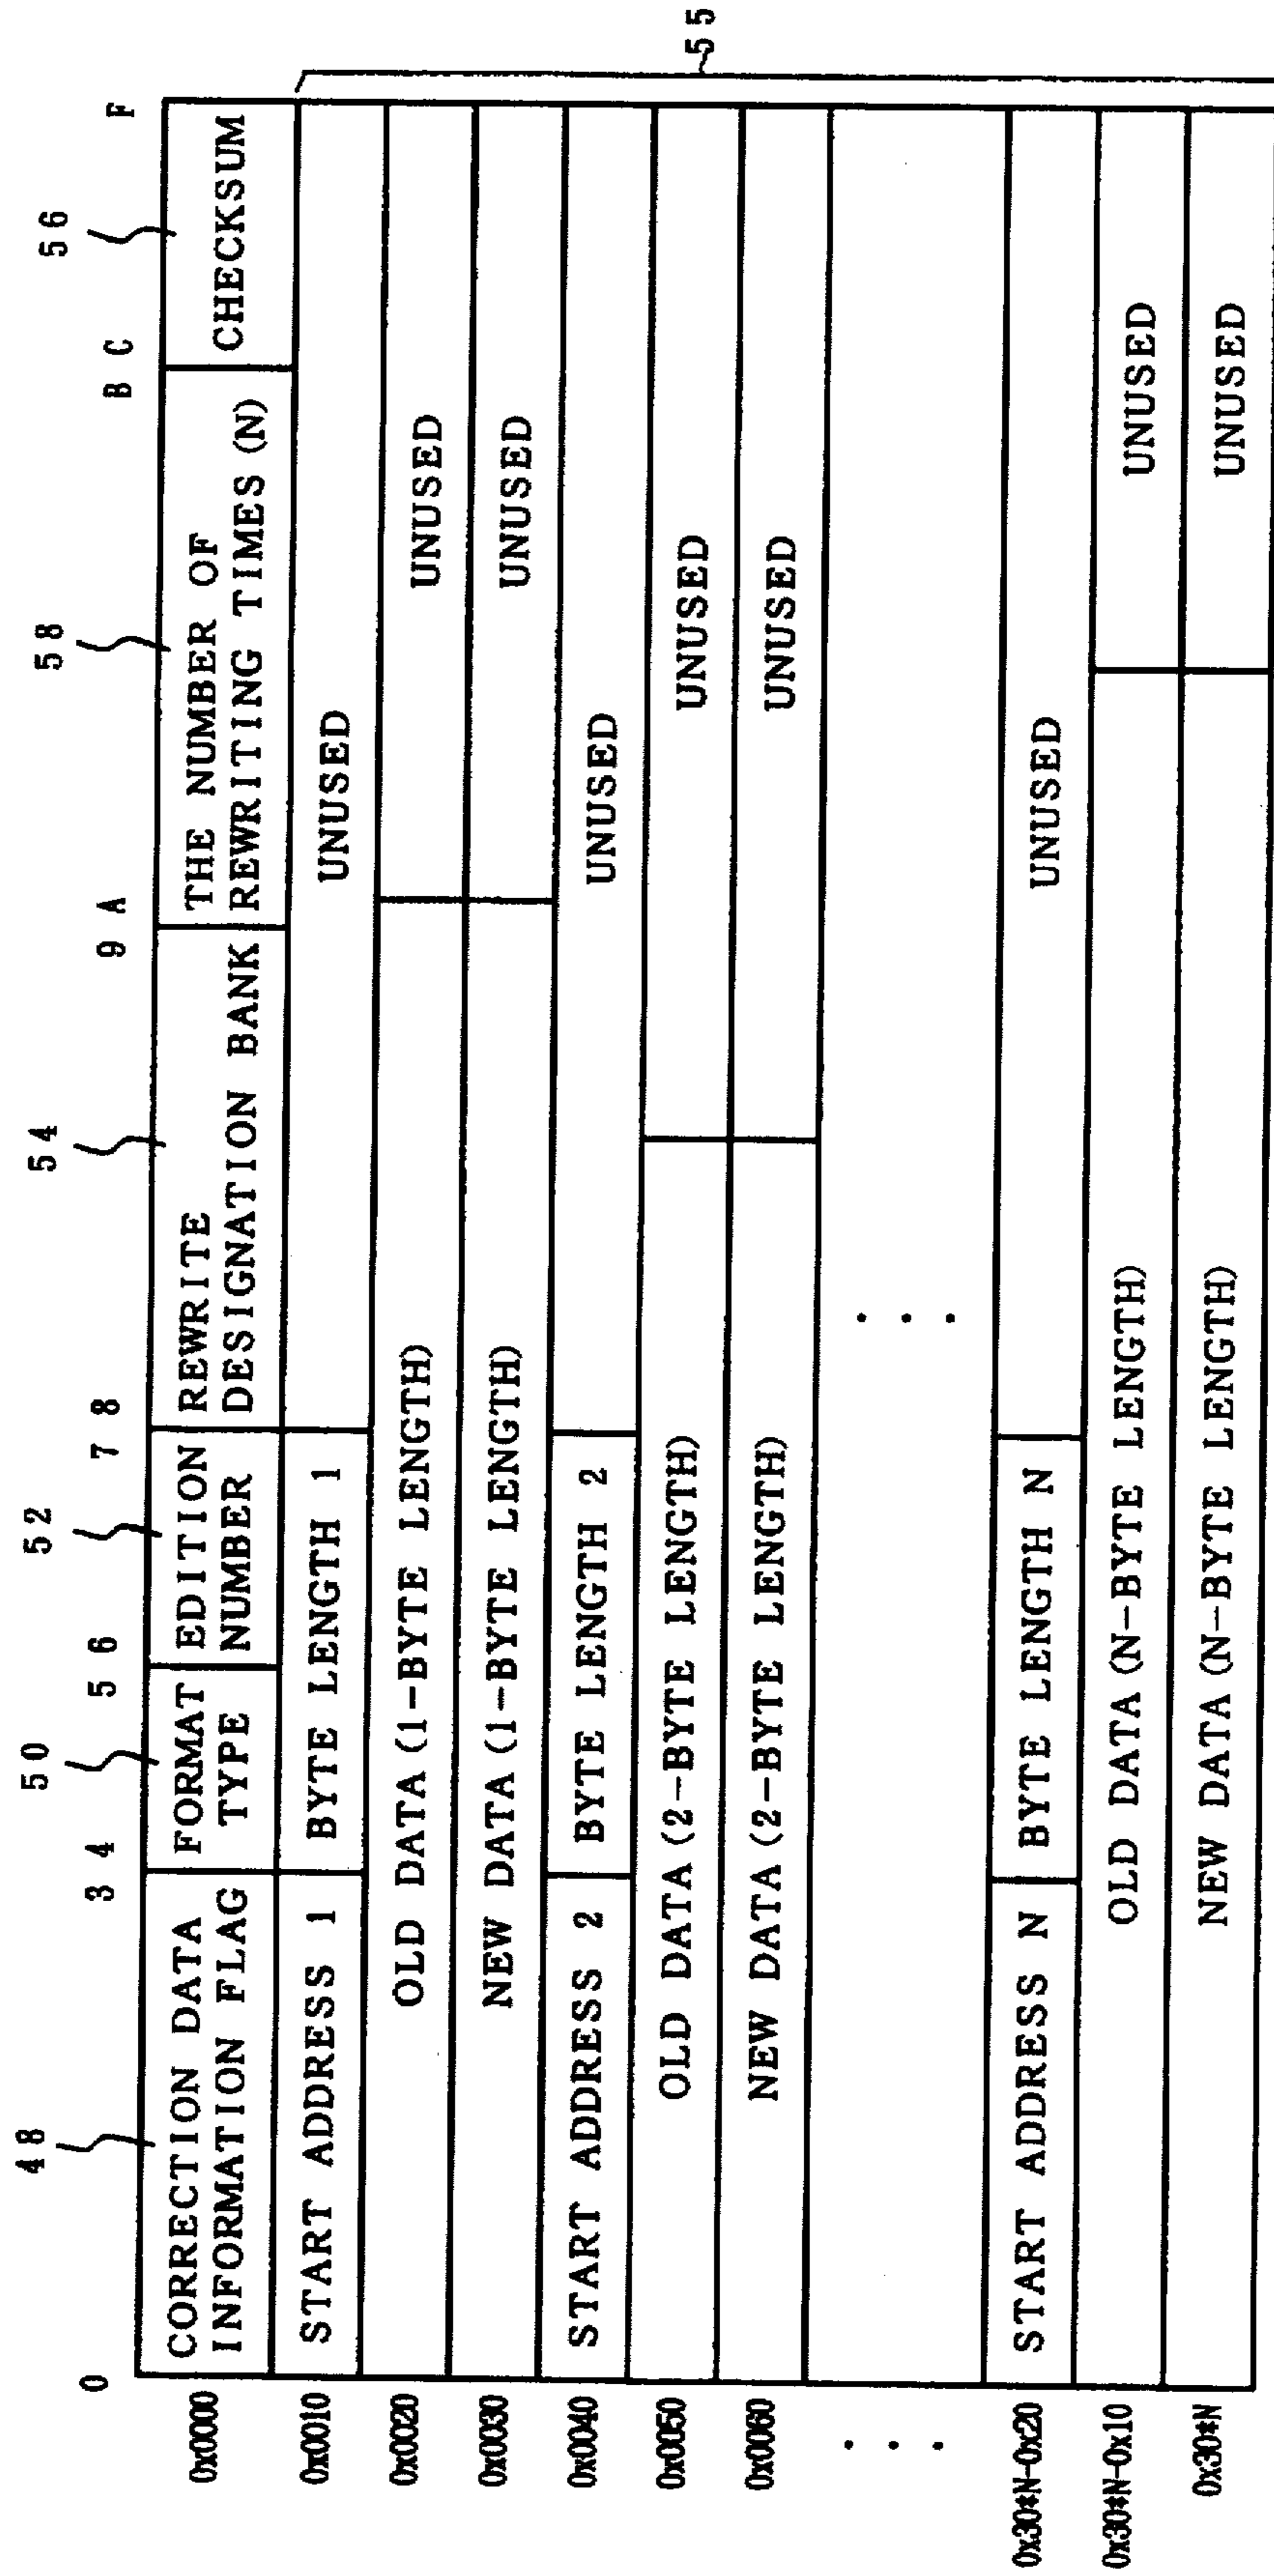 48
50
52
54
58
56
0
3 4
5 6
7 8
9 A
B C
F
0x0000
CORRECTION DATA
INFORMATION FLAG
FORMAT
TYPE
EDITION
NUMBER
REWRITE
DESIGNATION BANK
THE NUMBER OF
REWRITING TIMES (N)
CHECKSUM
0x0010
START ADDRESS 1
BYTE LENGTH 1
UNUSED
0x0020
OLD DATA (1-BYTE LENGTH)
UNUSED
0x0030
NEW DATA (1-BYTE LENGTH)
UNUSED
0x0040
START ADDRESS 2
BYTE LENGTH 2
UNUSED
0x0050
OLD DATA (2-BYTE LENGTH)
UNUSED
0x0060
NEW DATA (2-BYTE LENGTH)
UNUSED
. . .
. . .
0x30*N-0x20
START ADDRESS N
BYTE LENGTH N
UNUSED
0x30*N-0x10
OLD DATA (N-BYTE LENGTH)
UNUSED
0x30*N
NEW DATA (N-BYTE LENGTH)
UNUSED
55